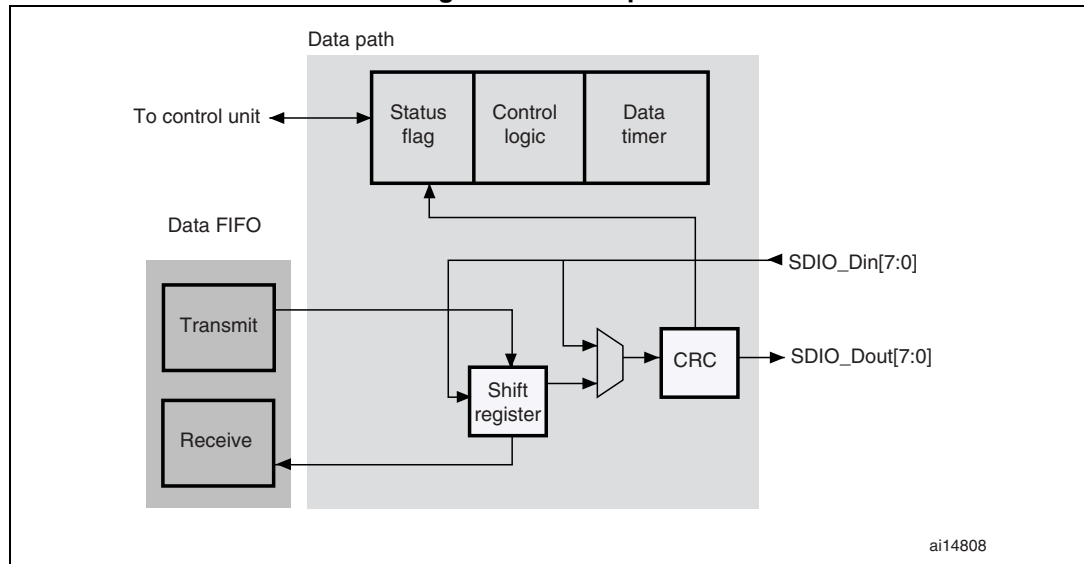 Data path
To control unit
Status
flag
Control
logic
Data
timer
Data FIFO
SDIO_Din[7:0]
Transmit
SDIO_Dout[7:0]
CRC
Shift
register
Receive
ai14808